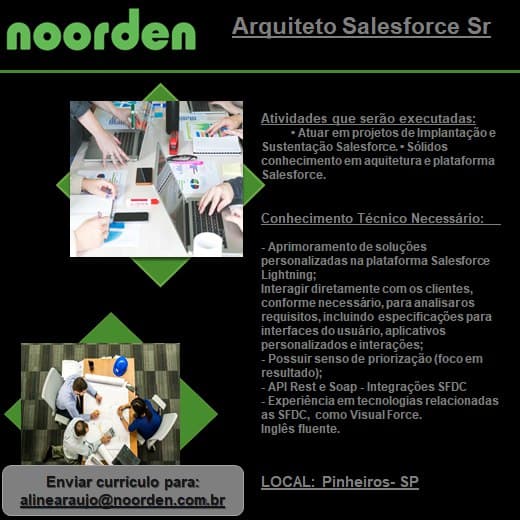 noorden
Arquiteto Salesforce Sr
Atividades que serão executadas:
• Atuar em projetos de Implantação e
Sustentação Salesforce. • Sólidos
conhecimento em aquitetura e plataforma
Salesforce.
Conhecimento Técnico Necessário:
- Aprimoramento de soluções
personalizadas na plataforma Salesforce
Lightning;
Interagir diretamente com os clientes,
conforme necessário, para analisar os
requisitos, incluindo especificações para
interfaces do usuário, aplicativos
personalizados e interações;
- Possuir senso de priorização (foco em
resultado);
- API Rest e Soap - Integrações SFDC
- Experiência em tecnologias relacionadas
as SFDC, como Visual Force.
Inglês fluente.
Enviar curriculo para:
alinearaujo@noorden.com.br
LOCAL: Pinheiros- SP